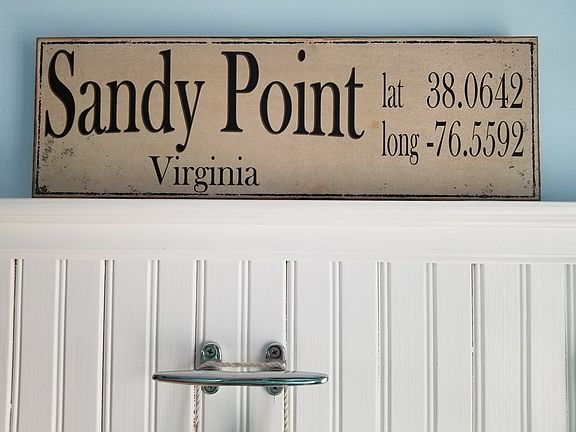 Sandy Point
Virginia
lat 38.0642
long -76.5592